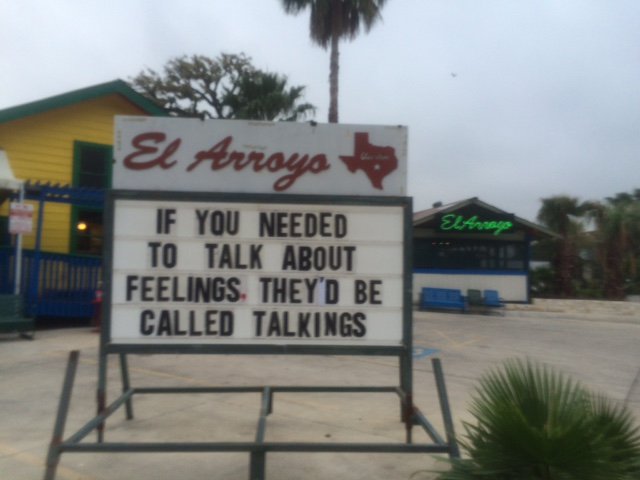 El Arroyo
IF YOU NEEDED
TO TALK ABOUT
FEELINGS, THEY'D BE
CALLED TALKINGS
El Arroyo